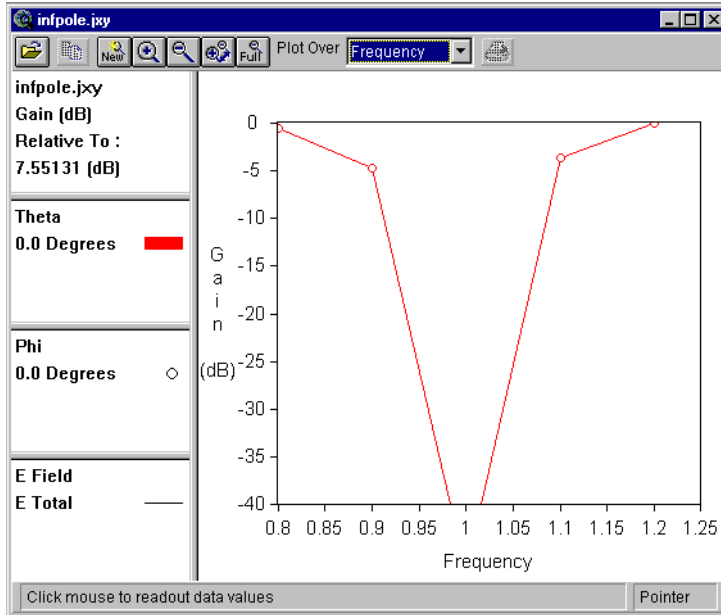 infpole.jxy
New
Full
Plot Over
Frequency
infpole.jxy
Gain (dB)
Relative To :
7.55131 (dB)
Theta
0.0 Degrees
Phi
0.0 Degrees
E Field
E Total
Gain
(dB)
0
-5
-10
-15
-20
-25
-30
-35
-40
0.8 0.85 0.9 0.95 1 1.05 1.1 1.15 1.2 1.25
Frequency
Click mouse to readout data values
Pointer